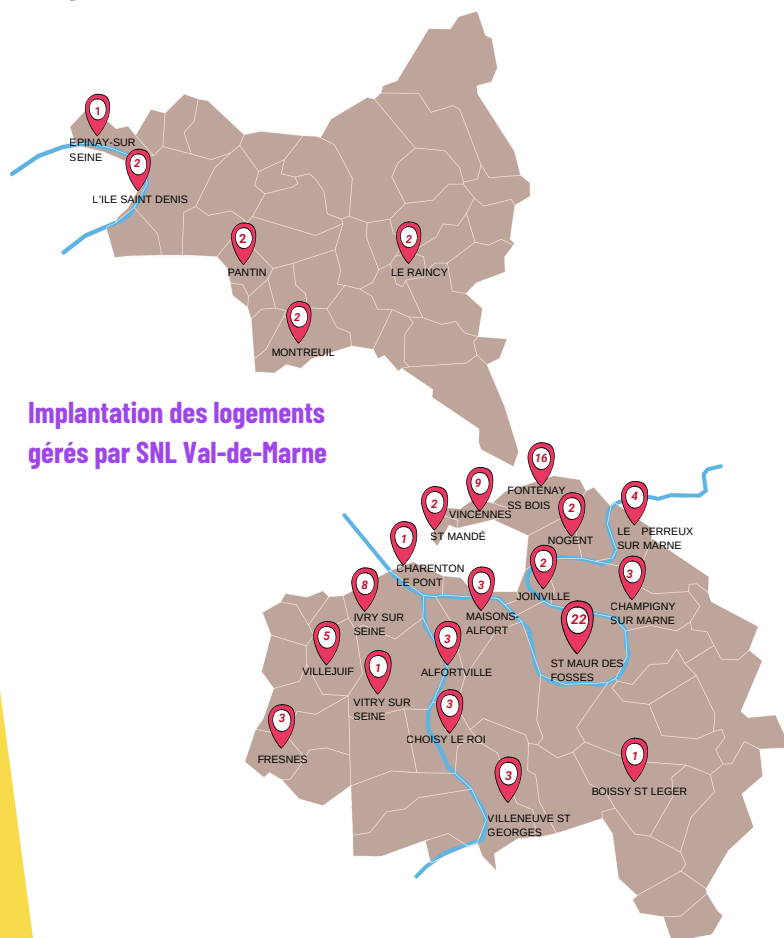 1
EPINAY-SUR
SEINE
2
L'ILE SAINT DENIS
2
PANTIN
2
LE RAINCY
2
MONTREUIL
Implantation des logements
gérés par SNL Val-de-Marne
16
FONTENAY
SS BOIS
9
VINCENNES
2
ST MANDÉ
2
NOGENT
4
LE PERREUX
SUR MARNE
1
CHARENTON
LE PONT
2
JOINVILLE
3
CHAMPIGNY
SUR MARNE
8
IVRY SUR
SEINE
3
MAISONS-
ALFORT
22
ST MAUR DES
FOSSES
5
VILLEJUIF
3
ALFORTVILLE
1
VITRY SUR
SEINE
3
CHOISY LE ROI
3
FRESNES
3
VILLENEUVE ST
GEORGES
1
BOISSY ST LEGER